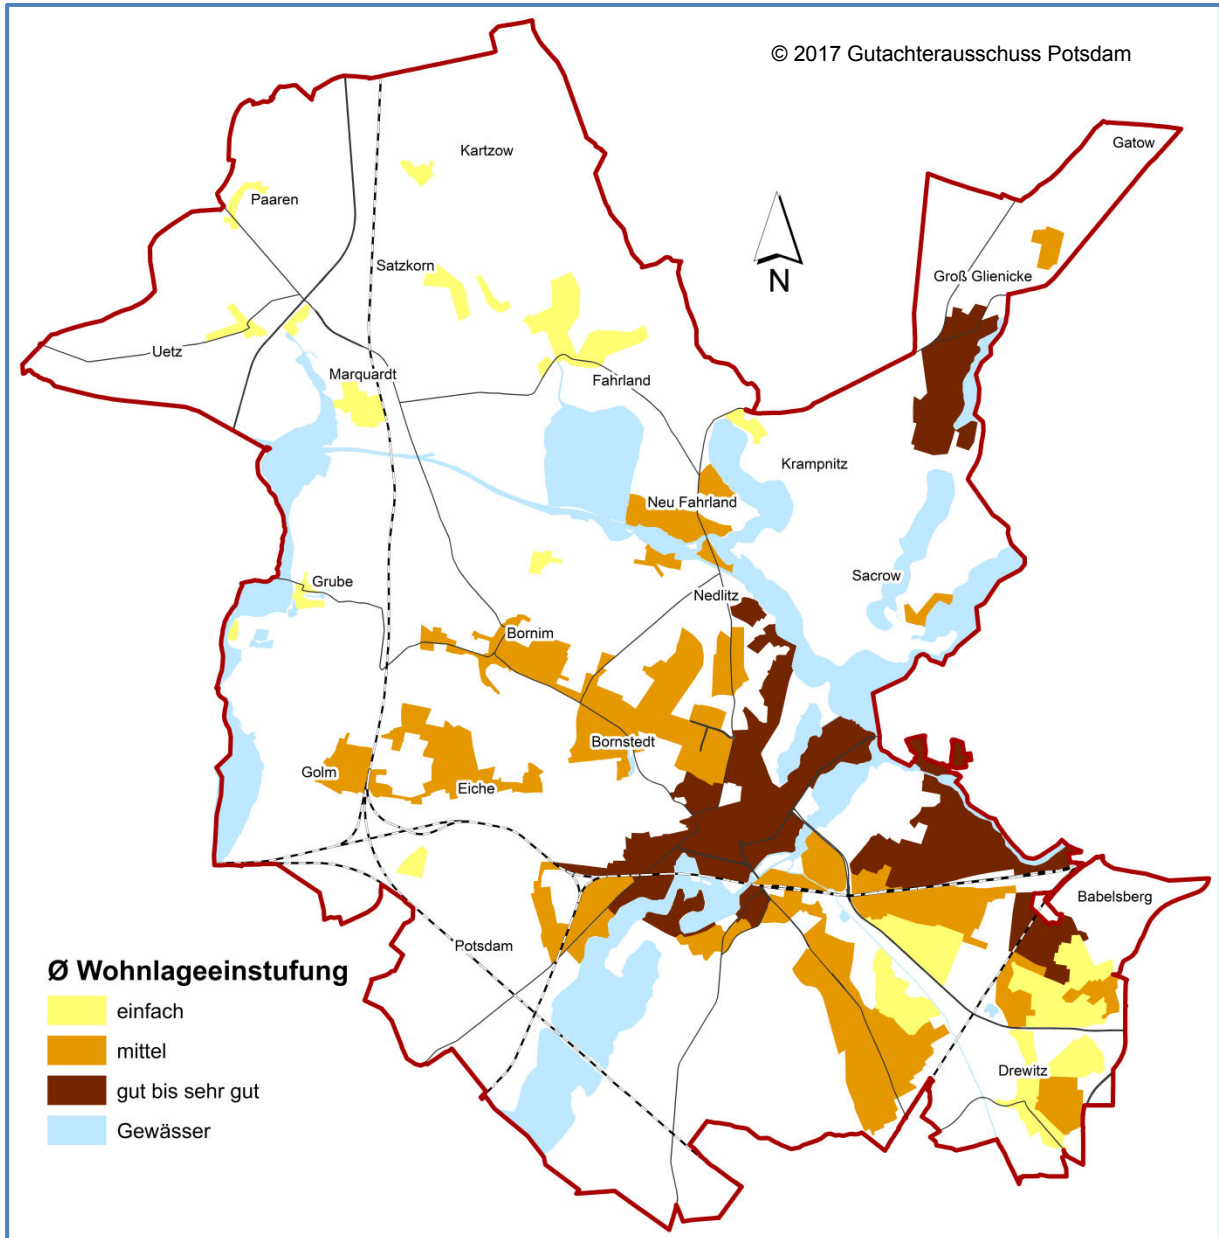 © 2017 Gutachterausschuss Potsdam
Gatow
Kartzow
Paaren
Satzkorn
Groß Glienicke
N
Uetz
Marquardt
Fahrland
Krampnitz
Neu Fahrland
Grube
Sacrow
Nedlitz
Bornim
Bornstedt
Golm
Eiche
Babelsberg
Potsdam
Drewitz
Ø Wohnlageeinstufung
einfach
mittel
gut bis sehr gut
Gewässer